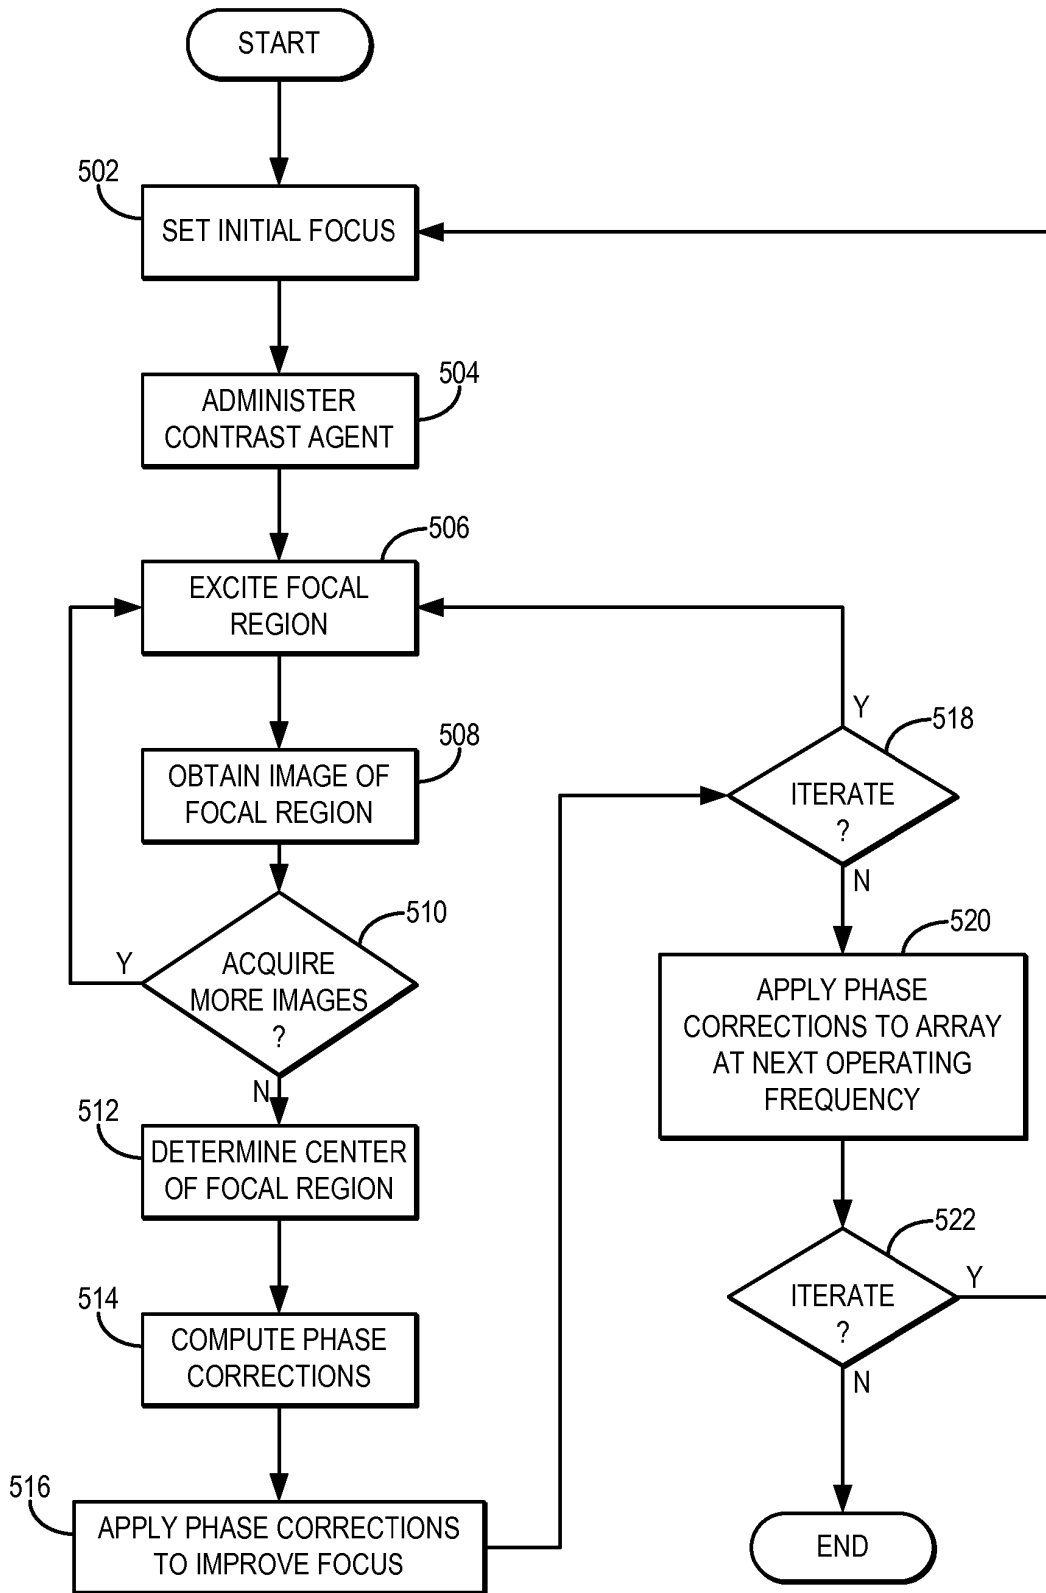 START
502
SET INITIAL FOCUS
504
ADMINISTER
CONTRAST AGENT
506
EXCITE FOCAL
REGION
508
OBTAIN IMAGE OF
FOCAL REGION
510
ACQUIRE
MORE IMAGES
?
Y
N
512
DETERMINE CENTER
OF FOCAL REGION
514
COMPUTE PHASE
CORRECTIONS
516
APPLY PHASE CORRECTIONS
TO IMPROVE FOCUS
518
Y
ITERATE
?
N
520
APPLY PHASE
CORRECTIONS TO ARRAY
AT NEXT OPERATING
FREQUENCY
522
ITERATE
?
Y
N
END